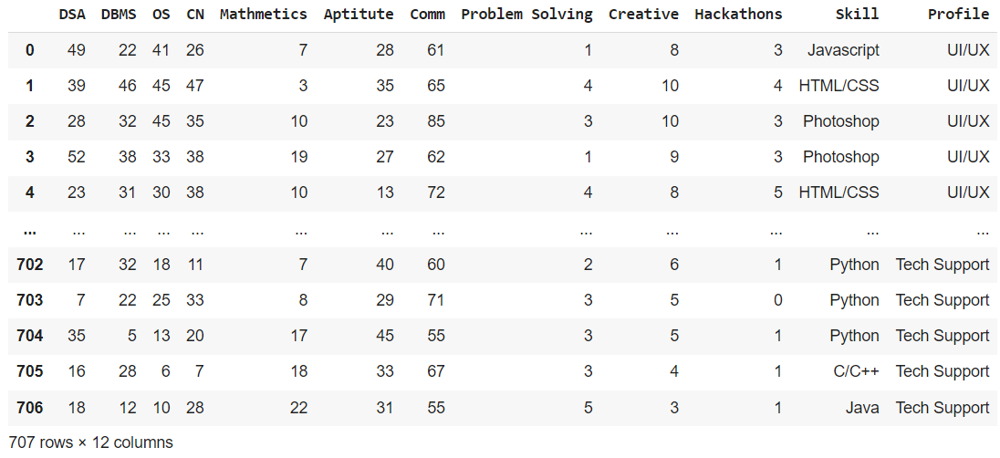 DSA DBMS OS CN Mathmetics Aptitute Comm Problem Solving Creative Hackathons Skill Profile
0 49 22 41 26 7 28 61 1 8 3 Javascript UI/UX
1 39 46 45 47 3 35 65 4 10 4 HTML/CSS UI/UX
2 28 32 45 35 10 23 85 3 10 3 Photoshop UI/UX
3 52 38 33 38 19 27 62 1 9 3 Photoshop UI/UX
4 23 31 30 38 10 13 72 4 8 5 HTML/CSS UI/UX
... ... ... ... ... ... ... ... ... ... ... ... ...
702 17 32 18 11 7 40 60 2 6 1 Python Tech Support
703 7 22 25 33 8 29 71 3 5 0 Python Tech Support
704 35 5 13 20 17 45 55 3 5 1 Python Tech Support
705 16 28 6 7 18 33 67 3 4 1 C/C++ Tech Support
706 18 12 10 28 22 31 55 5 3 1 Java Tech Support
707 rows × 12 columns